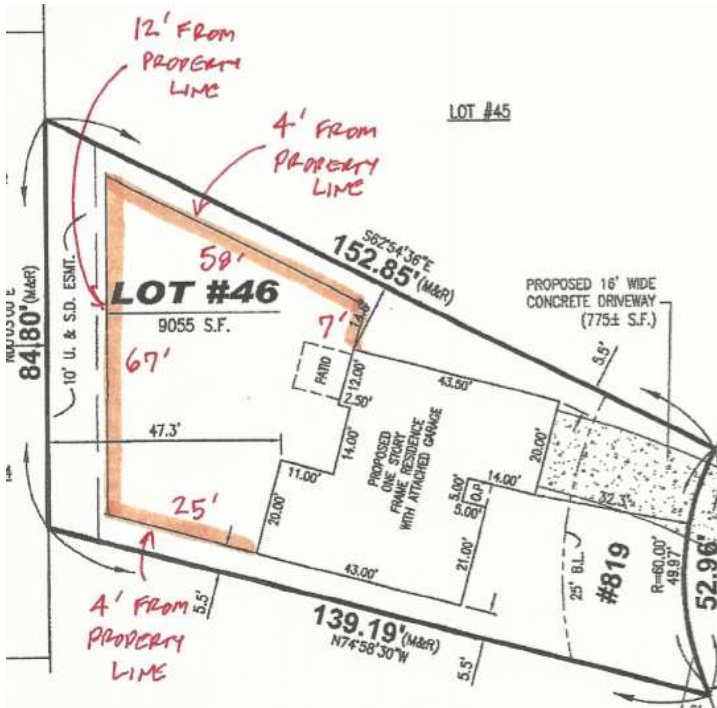 12' FROM
PROPERTY
LINE
4' FROM
PROPERTY
LINE
LOT #45
S62°54'36"E
152.85' (M&R)
58'
LOT #46
9055 S.F.
7'
14.8'
PROPOSED 16' WIDE
CONCRETE DRIVEWAY
(775± S.F.)
5.5'
84.80' (M&R)
10' U. & S.D. ESMT.
67'
PATIO
12.00'
2.50'
43.50'
14.00'
47.3'
11.00'
20.00'
PROPOSED
ONE STORY
FRAME RESIDENCE
WITH ATTACHED GARAGE
20.00'
14.00'
5.00'
O.P.
5.00'
32.3'
25'
43.00'
21.00'
25' B.L.
#819
R=60.00'
49.97'
52.96'
4' FROM
PROPERTY
LINE
5.5'
139.19' (M&R)
N74°58'30"W
5.5'